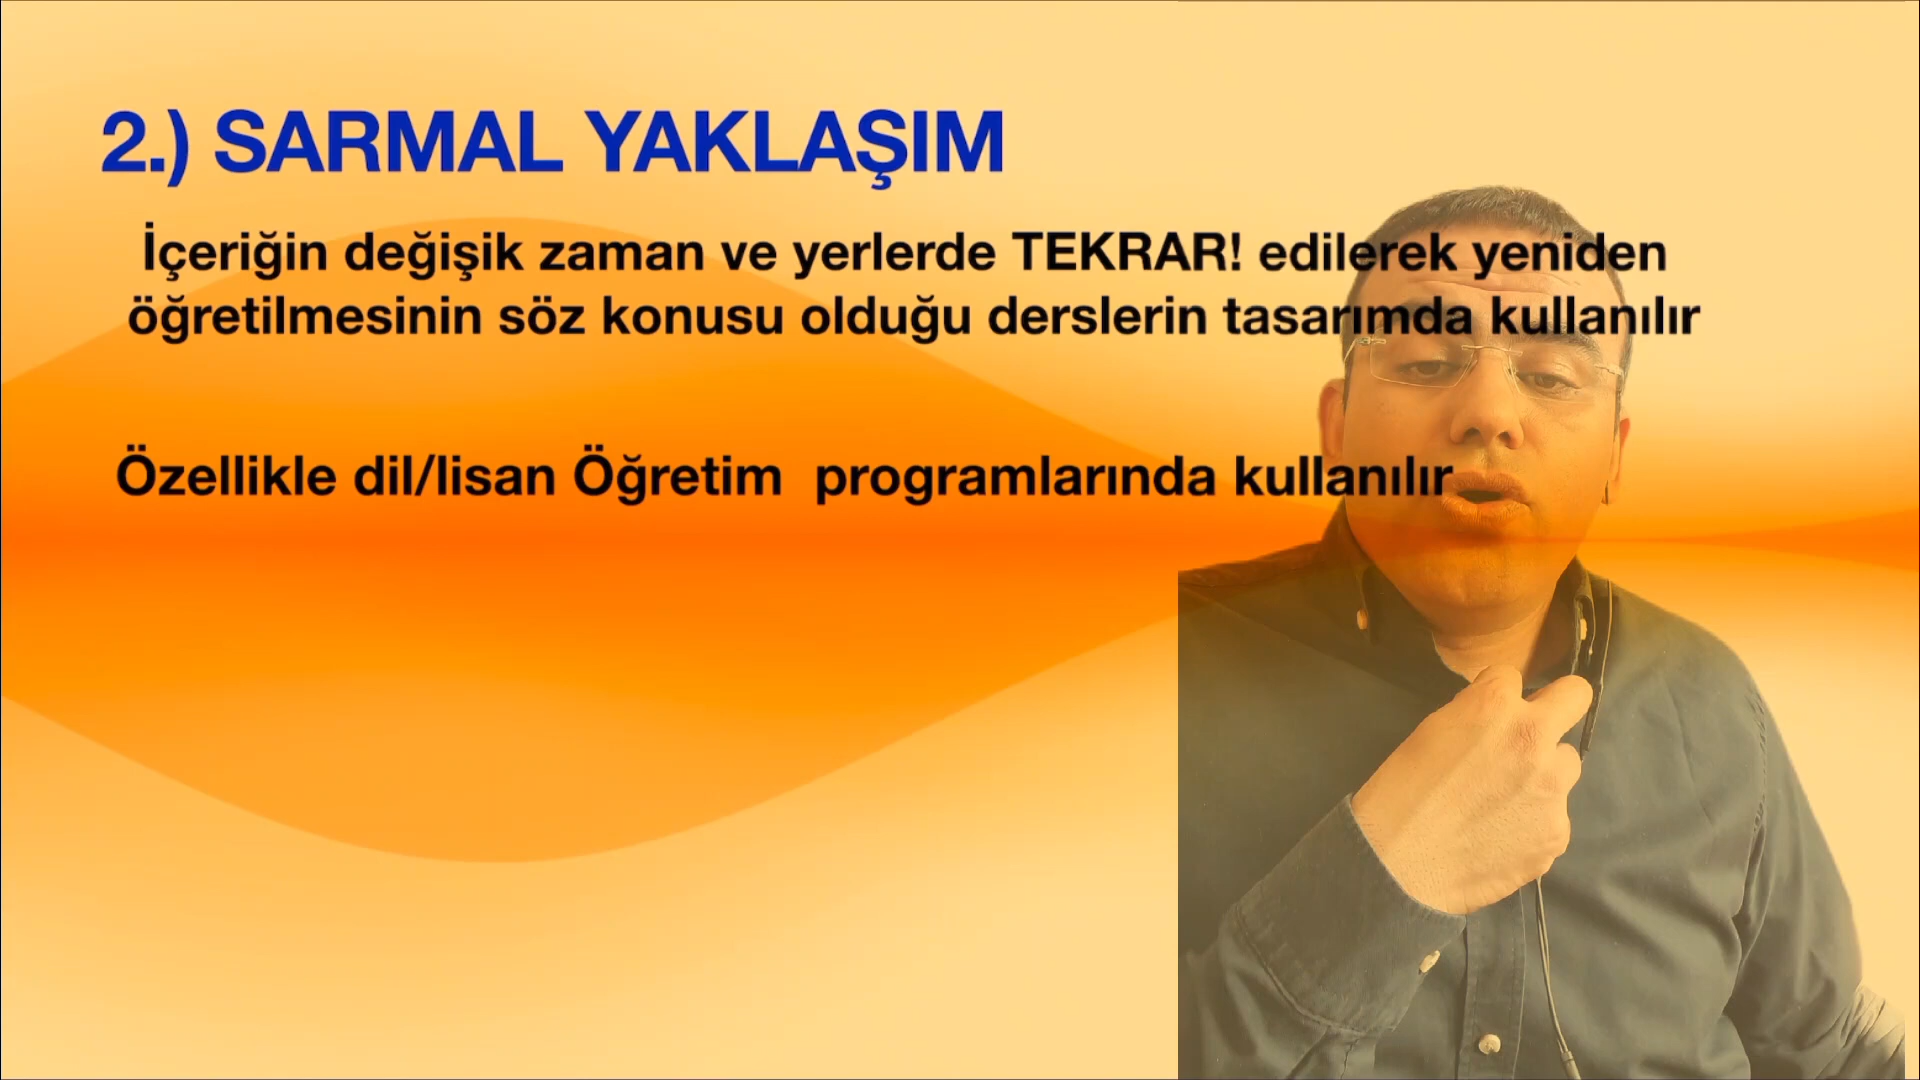 2.) SARMAL YAKLAŞIM
İçeriğin değişik zaman ve yerlerde TEKRAR! edilerek yeniden
öğretilmesinin söz konusu olduğu derslerin tasarımda kullanılır
Özellikle dil/lisan Öğretim programlarında kullanılır